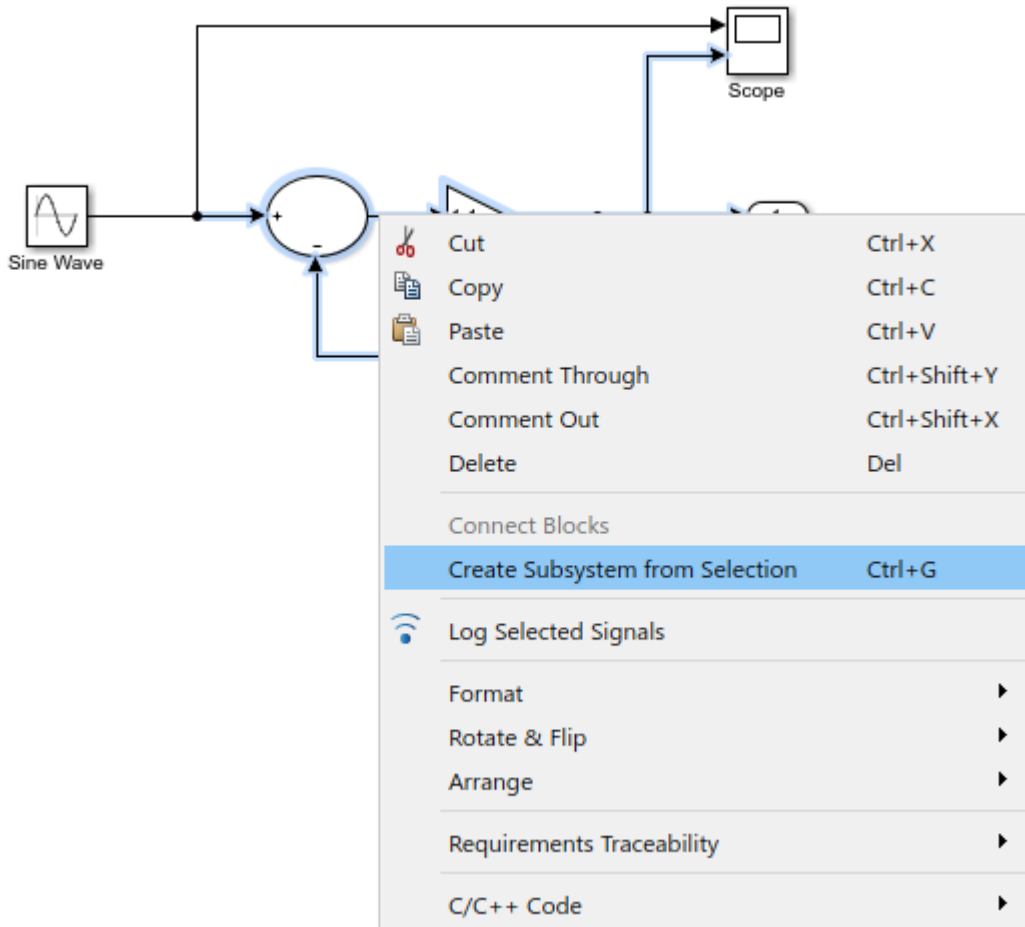 Scope
+
−
Sine Wave
Cut Ctrl+X
Copy Ctrl+C
Paste Ctrl+V
Comment Through Ctrl+Shift+Y
Comment Out Ctrl+Shift+X
Delete Del
Connect Blocks
Create Subsystem from Selection Ctrl+G
Log Selected Signals
Format
Rotate & Flip
Arrange
Requirements Traceability
C/C++ Code